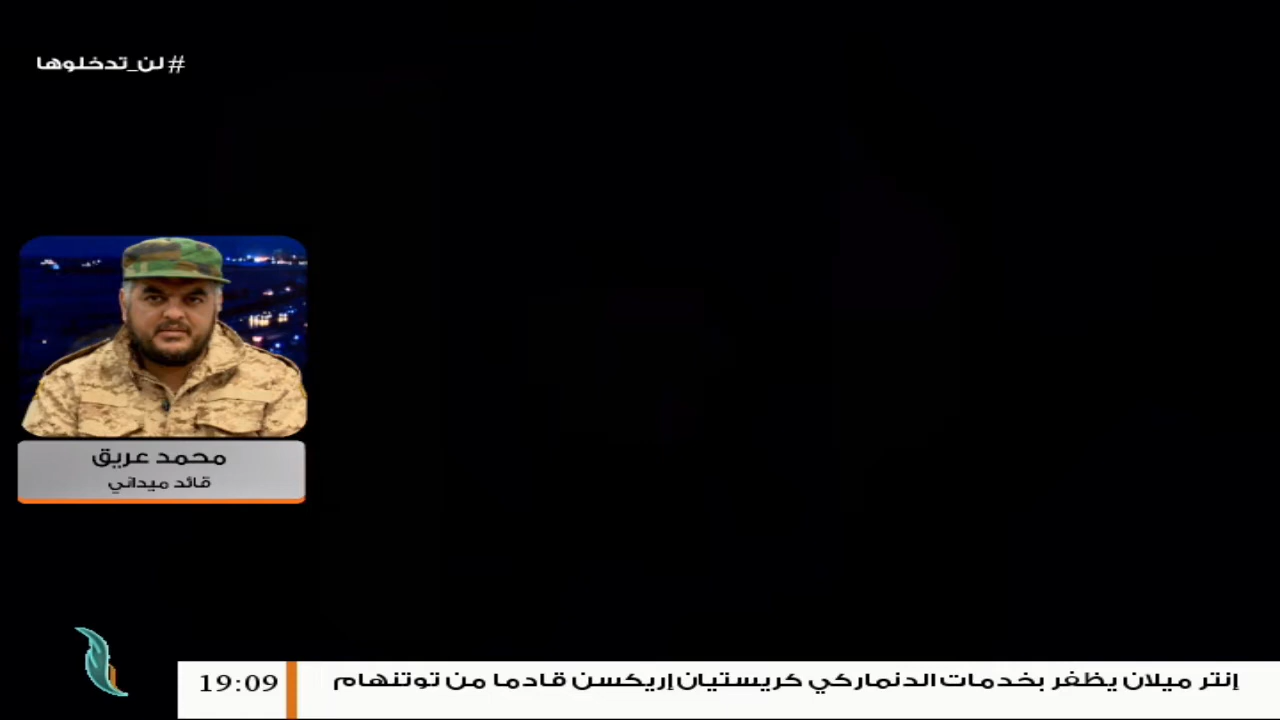 #لن_تدخلوها
محمد عريق
قائد ميداني
19:09
إنتر ميلان يظفر بخدمات الدنماركي كريستيان إريكسن قادما من توتنهام